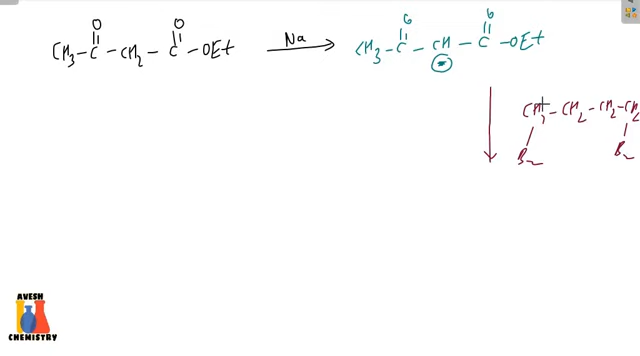 O O
CH3 - C - CH2 - C - OEt
Na
O O
CH3 - C - CH - C - OEt
CH2 - CH2 - CH2 - CH2
Br Br
AVESH
CHEMISTRY